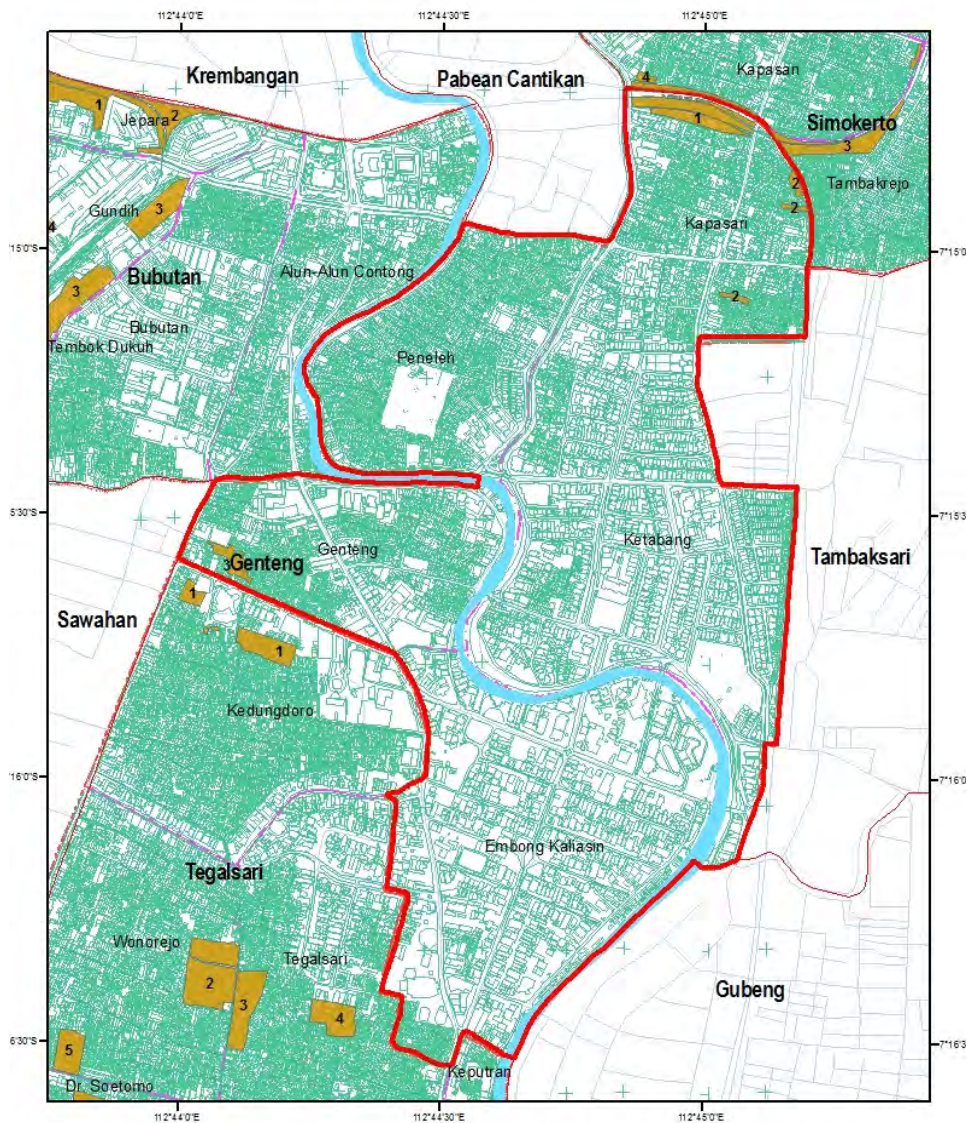 112°44'0"E
112°44'30"E
112°45'0"E
Krembangan
Pabean Cantikan
Kapasan
4
1
Jepara
2
1
Simokerto
3
Tambakrejo
2
Gundih
3
2
Kapasari
4
15'0"S
7°15'0"
Alun-Alun Contong
Bubutan
3
2
Bubutan
Tembok Dukuh
Peneleh
5'30"S
7°15'3
Ketabang
Genteng
Genteng
3
Tambaksari
1
Sawahan
1
Kedungdoro
16'0"S
7°16'0"
Embong Kaliasin
Tegalsari
Wonorejo
Tegalsari
2
3
Gubeng
4
6'30"S
7°16'3
5
Keputran
Dr. Soetomo
112°44'0"E
112°44'30"E
112°45'0"E